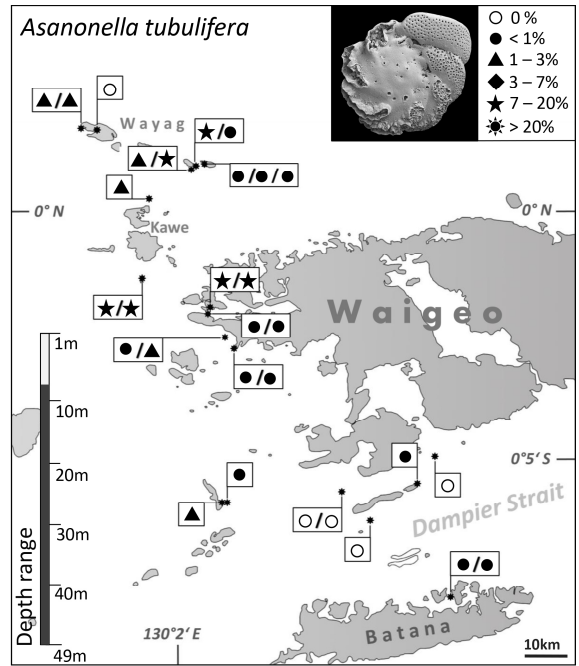 Asanonella tubulifera
0 %
< 1%
1 – 3%
3 – 7%
7 – 20%
> 20%
Wayag
/
/
/
/ /
0° N
0° N
Kawe
/
/
Waigeo
/
/
/
1m
10m
20m
30m
40m
49m
Depth range
0°5‘ S
Dampier Strait
/
/
130°2‘ E
Batana
10km